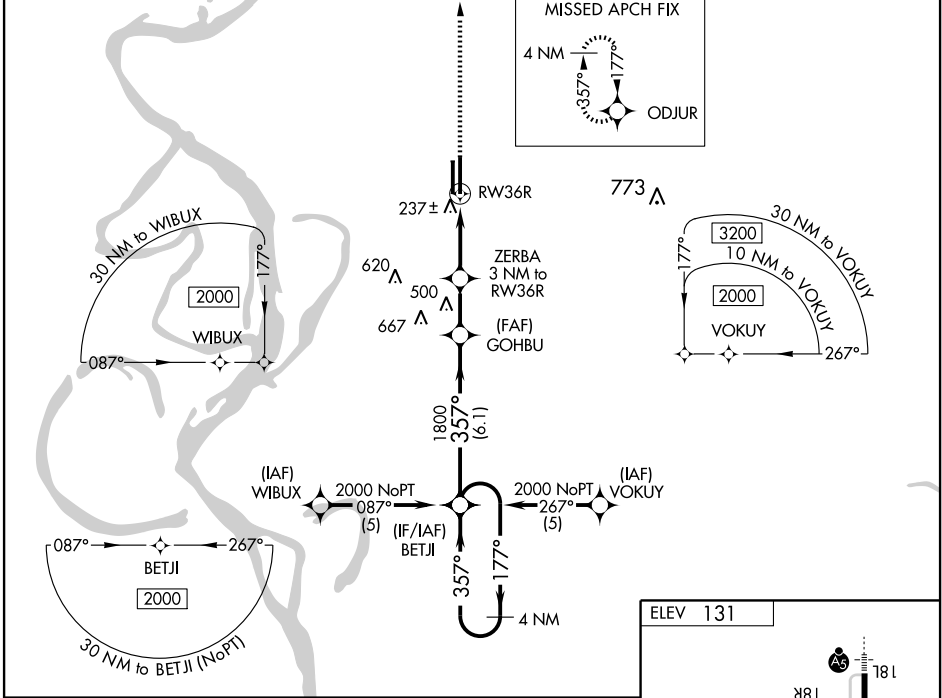 MISSED APCH FIX
4 NM
177°
357°
ODJUR
RW36R
773
237±
30 NM to WIBUX
177°
2000
WIBUX
087°
620
500
667
ZERBA
3 NM to
RW36R
(FAF)
GOHBU
30 NM to VOKUY
3200
10 NM to VOKUY
177°
2000
VOKUY
267°
1800
357°
(6.1)
(IAF)
WIBUX
2000 NoPT
087°
(5)
(IF/IAF)
BETJI
2000 NoPT
267°
(5)
(IAF)
VOKUY
357°
177°
4 NM
087°
267°
BETJI
2000
30 NM to BETJI (NoPT)
ELEV 131
A5
18L
18R